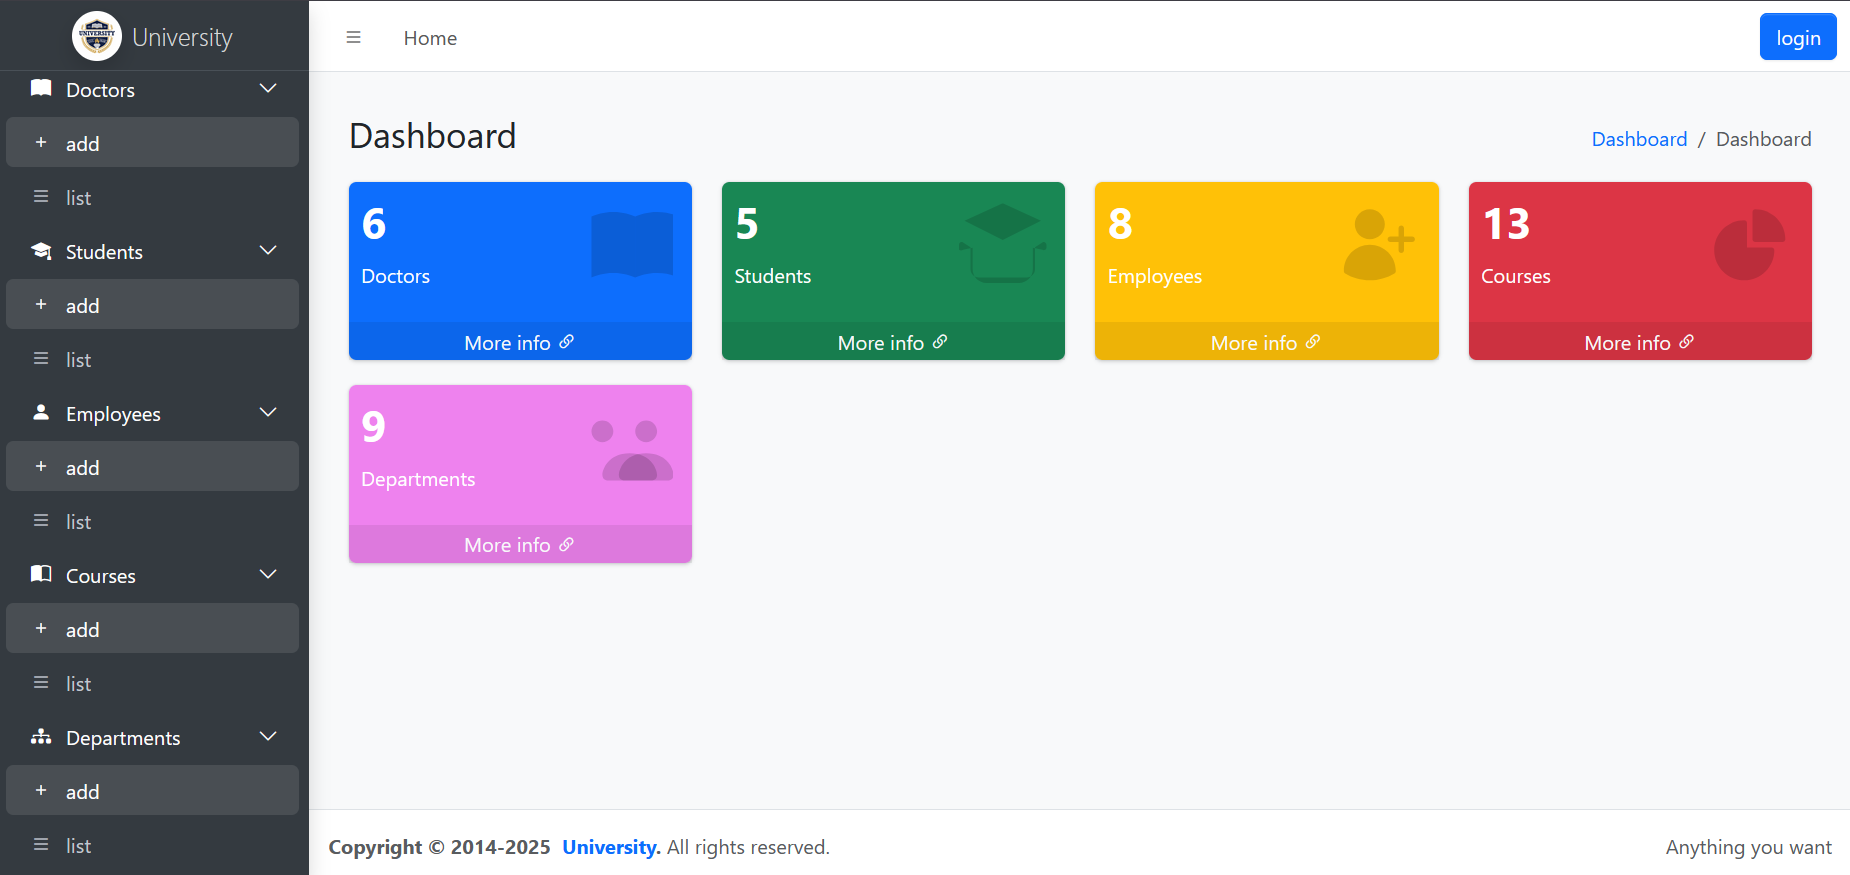 UNIVERSITY
University
Doctors
add
list
Students
add
list
Employees
add
list
Courses
add
list
Departments
add
list
Home
login
Dashboard
Dashboard / Dashboard
6
Doctors
More info
5
Students
More info
8
Employees
More info
13
Courses
More info
9
Departments
More info
Copyright © 2014-2025 University. All rights reserved.
Anything you want